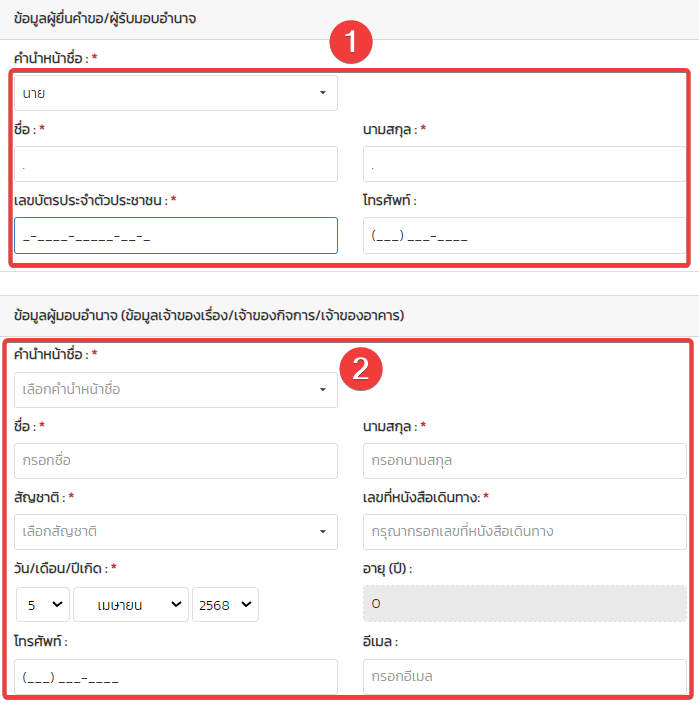 ข้อมูลผู้ยื่นคำขอ/ผู้รับมอบอำนาจ
1
คำนำหน้าชื่อ : *
นาย
ชื่อ : * นามสกุล : *
. .
เลขบัตรประจำตัวประชาชน : * โทรศัพท์ :
_-____-_____-__-_ (___) ___-____
ข้อมูลผู้มอบอำนาจ (ข้อมูลเจ้าของเรื่อง/เจ้าของกิจการ/เจ้าของอาคาร)
คำนำหน้าชื่อ : *
2
เลือกคำนำหน้าชื่อ
ชื่อ : * นามสกุล : *
กรอกชื่อ กรอกนามสกุล
สัญชาติ : * เลขที่หนังสือเดินทาง: *
เลือกสัญชาติ กรุณากรอกเลขที่หนังสือเดินทาง
วัน/เดือน/ปีเกิด : * อายุ (ปี) :
5 เมษายน 2568 0
โทรศัพท์ : อีเมล :
(___) ___-____ กรอกอีเมล